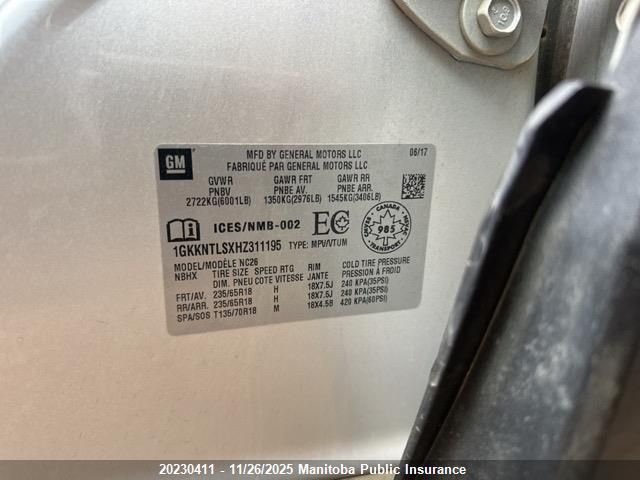 GM
MFD BY GENERAL MOTORS LLC 06/17
FABRIQUÉ PAR GENERAL MOTORS LLC
GVWR GAWR FRT GAWR RR
PNBV PNBE AV. PNBE ARR.
2722KG(6001LB) 1350KG(2976LB) 1545KG(3406LB)
ICES/NMB-002 EC CANADA 985
1GKKNTLSXHZ311195 TYPE: MPV/VTUM
MODEL/MODÈLE NC26
NBHX TIRE SIZE SPEED RTG RIM COLD TIRE PRESSURE
DIM. PNEU COTE VITESSE JANTE PRESSION À FROID
FRT/AV. 235/65R18 H 18X7.5J 240 KPA(35PSI)
RR/ARR. 235/65R18 H 18X7.5J 240 KPA(35PSI)
SPA/SOS T135/70R18 M 18X4.5B 420 KPA(60PSI)
20230411 - 11/26/2025 Manitoba Public Insurance